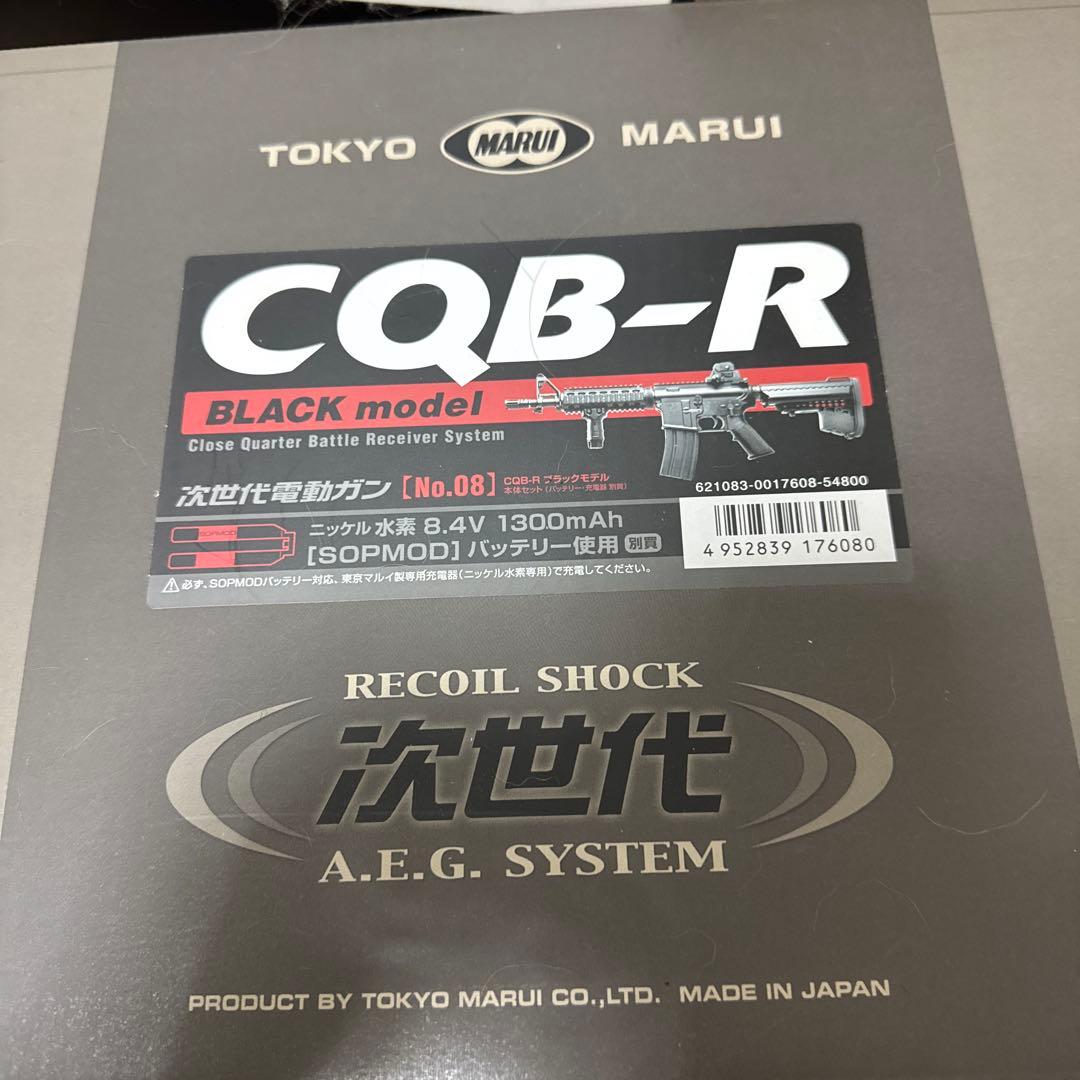 TOKYO MARUI MARUI
CQB-R
BLACK model
Close Quarter Battle Receiver System
次世代電動ガン [No.08] CQB-R ブラックモデル
本体セット(バッテリー・充電器 別買)
621083-0017608-54800
SOPMOD
ニッケル 水素 8.4V 1300mAh
[SOPMOD] バッテリー使用 別買
4 952839 176080
⚠必ず、SOPMODバッテリー対応、東京マルイ製専用充電器(ニッケル水素専用)で充電してください。
RECOIL SHOCK
次世代
A.E.G. SYSTEM
PRODUCT BY TOKYO MARUI CO.,LTD. MADE IN JAPAN